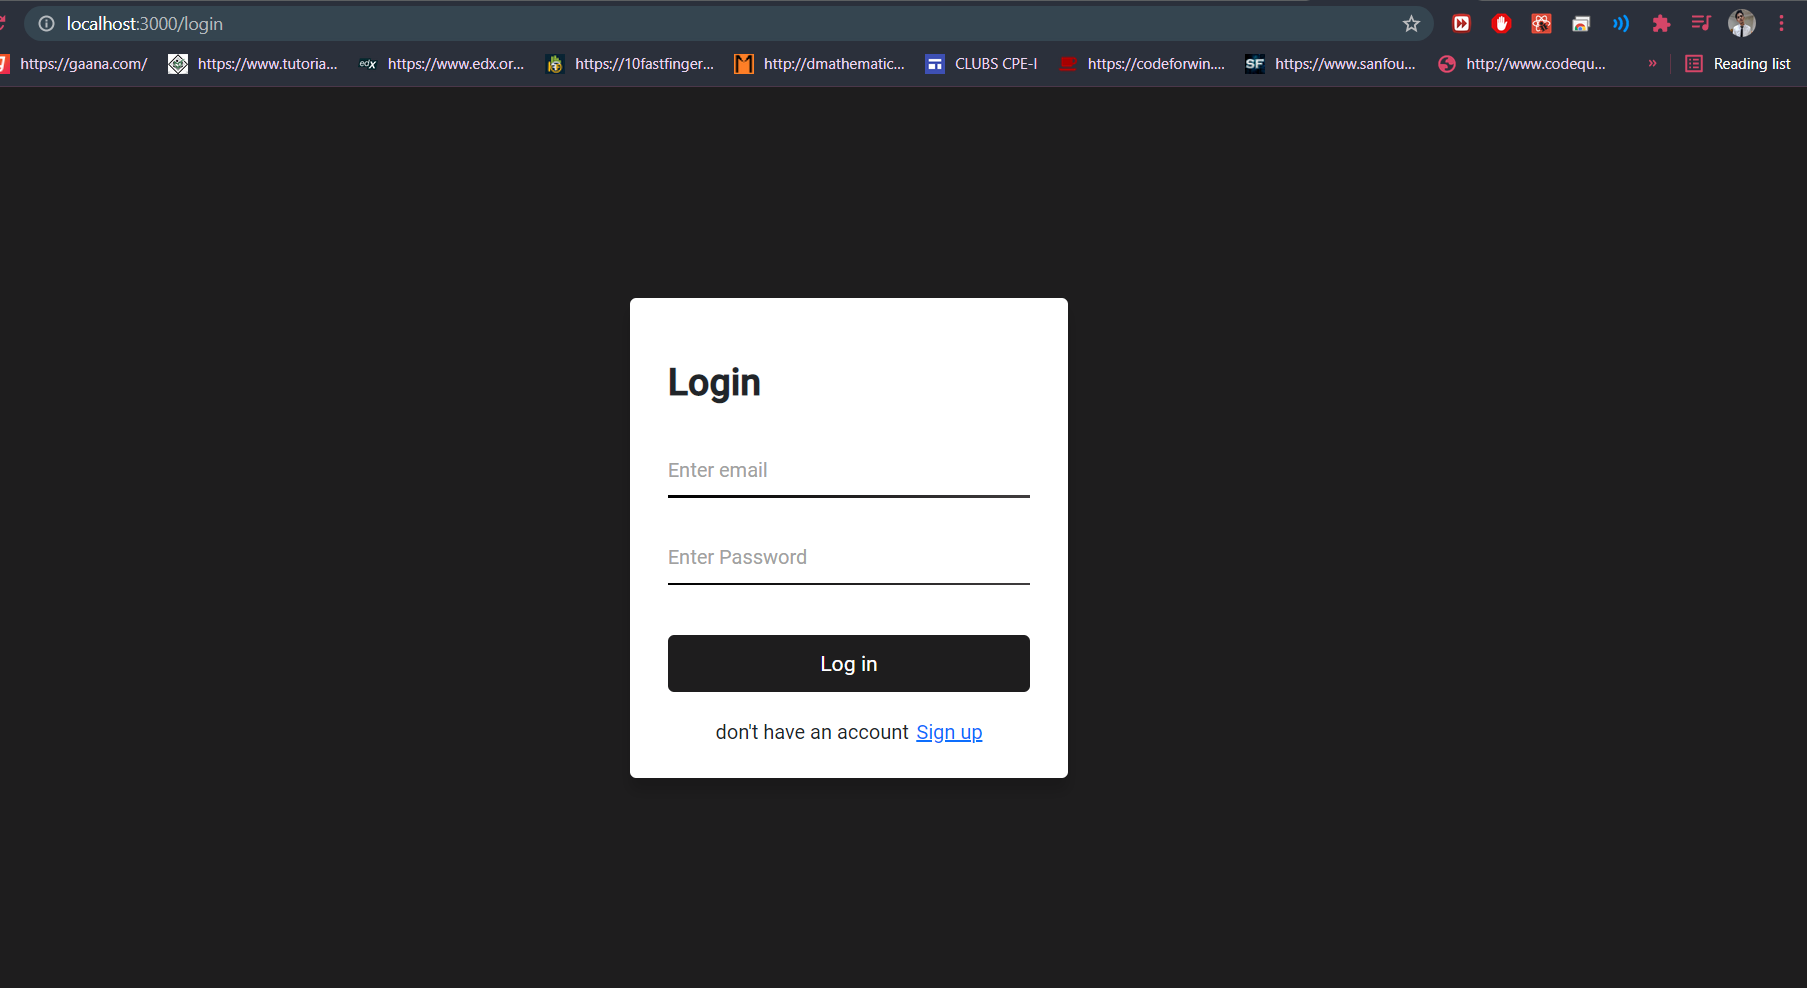 localhost:3000/login
https://gaana.com/ https://www.tutoria... edx https://www.edx.or... https://10fastfinger... http://dmathematic... CLUBS CPE-I https://codeforwin.... SF https://www.sanfou... http://www.codequ... » Reading list
Login
Enter email
Enter Password
Log in
don't have an account Sign up